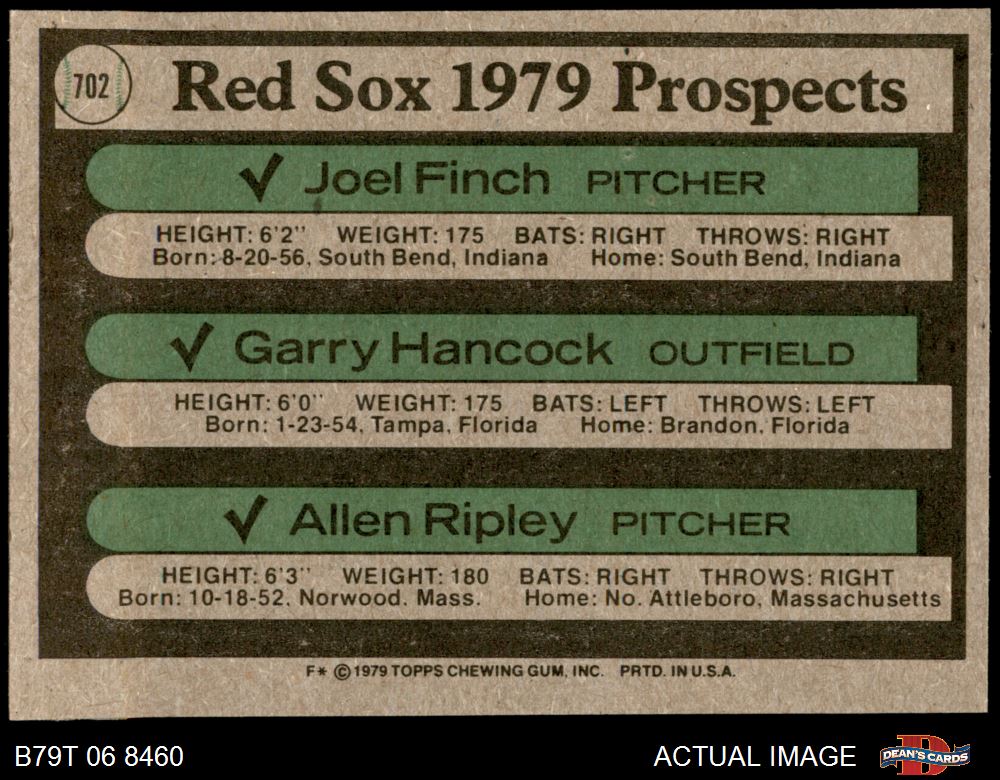 702 Red Sox 1979 Prospects
✓ Joel Finch PITCHER
HEIGHT: 6'2" WEIGHT: 175 BATS: RIGHT THROWS: RIGHT
Born: 8-20-56, South Bend, Indiana Home: South Bend, Indiana
✓ Garry Hancock OUTFIELD
HEIGHT: 6'0" WEIGHT: 175 BATS: LEFT THROWS: LEFT
Born: 1-23-54, Tampa, Florida Home: Brandon, Florida
✓ Allen Ripley PITCHER
HEIGHT: 6'3" WEIGHT: 180 BATS: RIGHT THROWS: RIGHT
Born: 10-18-52, Norwood, Mass. Home: No. Attleboro, Massachusetts
F* © 1979 TOPPS CHEWING GUM, INC. PRTD. IN U.S.A.
B79T 06 8460 ACTUAL IMAGE D DEAN'S CARDS